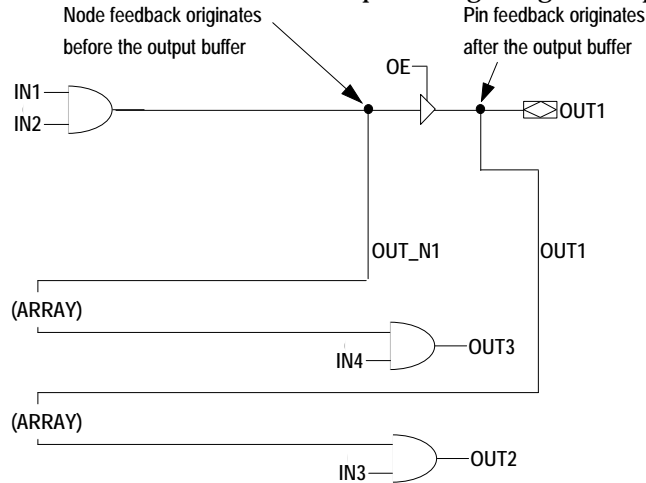 Node feedback originates
before the output buffer
Pin feedback originates
after the output buffer
OE
IN1
IN2
OUT1
OUT_N1
OUT1
(ARRAY)
IN4
OUT3
(ARRAY)
IN3
OUT2